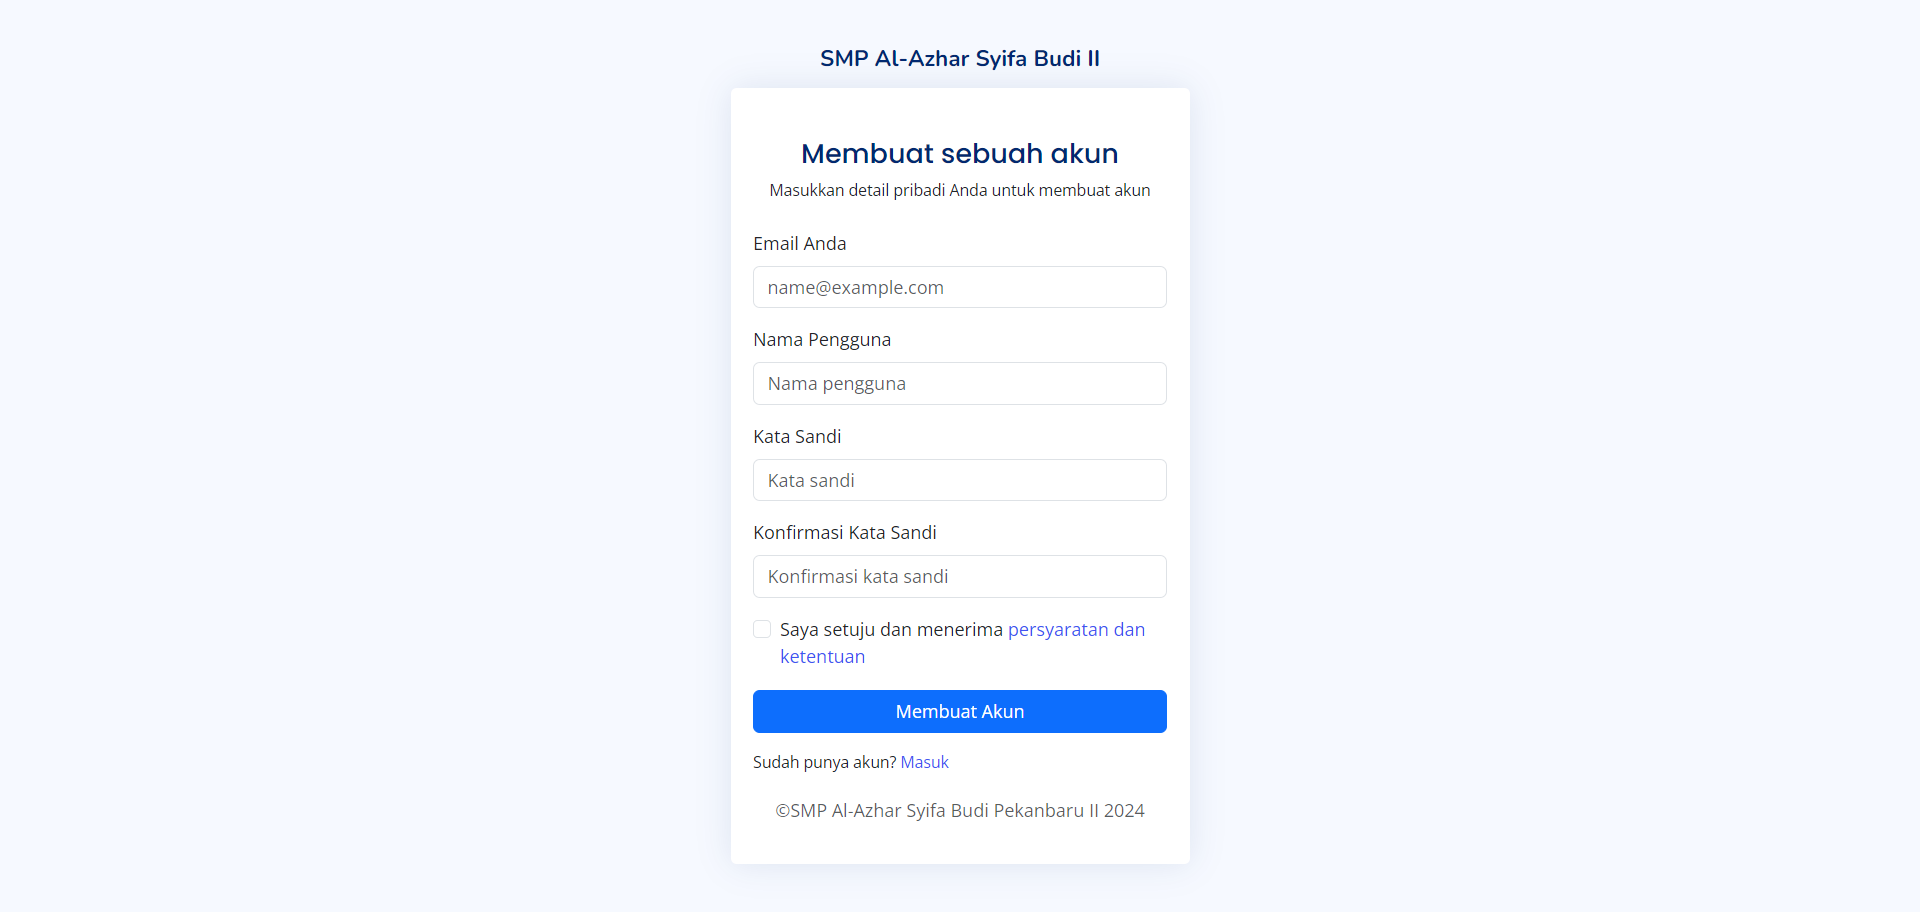 SMP Al-Azhar Syifa Budi II
Membuat sebuah akun
Masukkan detail pribadi Anda untuk membuat akun
Email Anda
name@example.com
Nama Pengguna
Nama pengguna
Kata Sandi
Kata sandi
Konfirmasi Kata Sandi
Konfirmasi kata sandi
Saya setuju dan menerima persyaratan dan
ketentuan
Membuat Akun
Sudah punya akun? Masuk
©SMP Al-Azhar Syifa Budi Pekanbaru II 2024